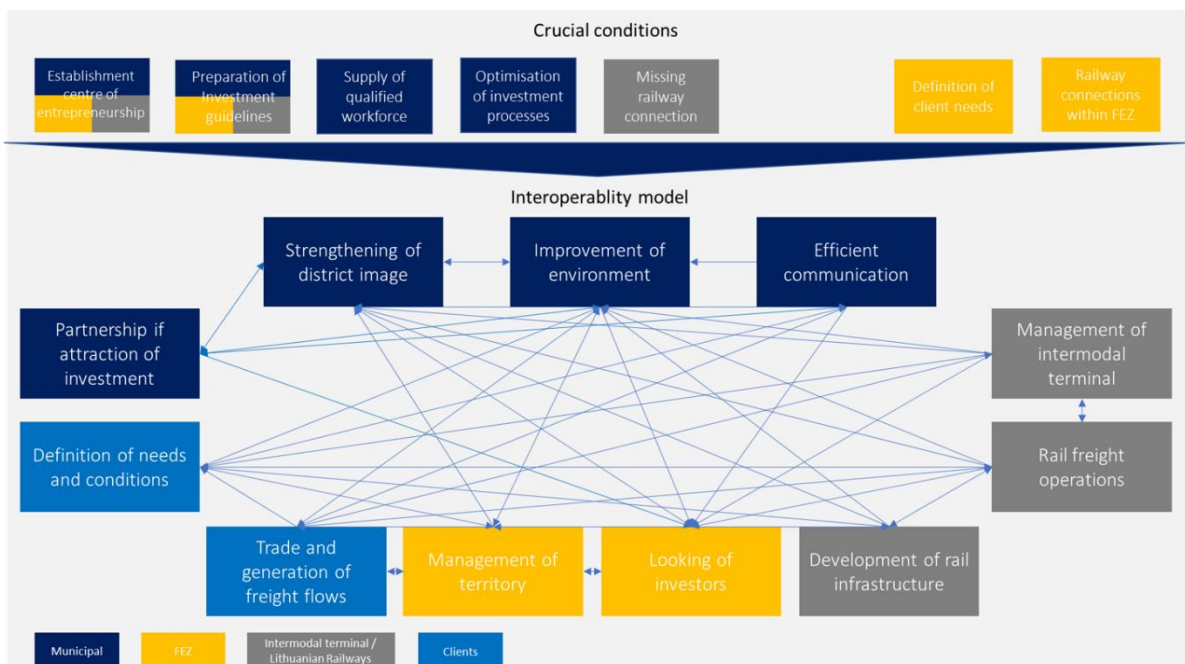 Crucial conditions
Establishment
centre of
entrepreneurship
Preparation of
Investment
guidelines
Supply of
qualified
workforce
Optimisation
of investment
processes
Missing
railway
connection
Definition of
client needs
Railway
connections
within FEZ
Interoperablity model
Strengthening of
district image
Improvement of
environment
Efficient
communication
Partnership if
attraction of
investment
Management of
intermodal
terminal
Definition of needs
and conditions
Rail freight
operations
Trade and
generation of
freight flows
Management of
territory
Looking of
investors
Development of rail
infrastructure
Municipal
FEZ
Intermodal terminal /
Lithuanian Railways
Clients